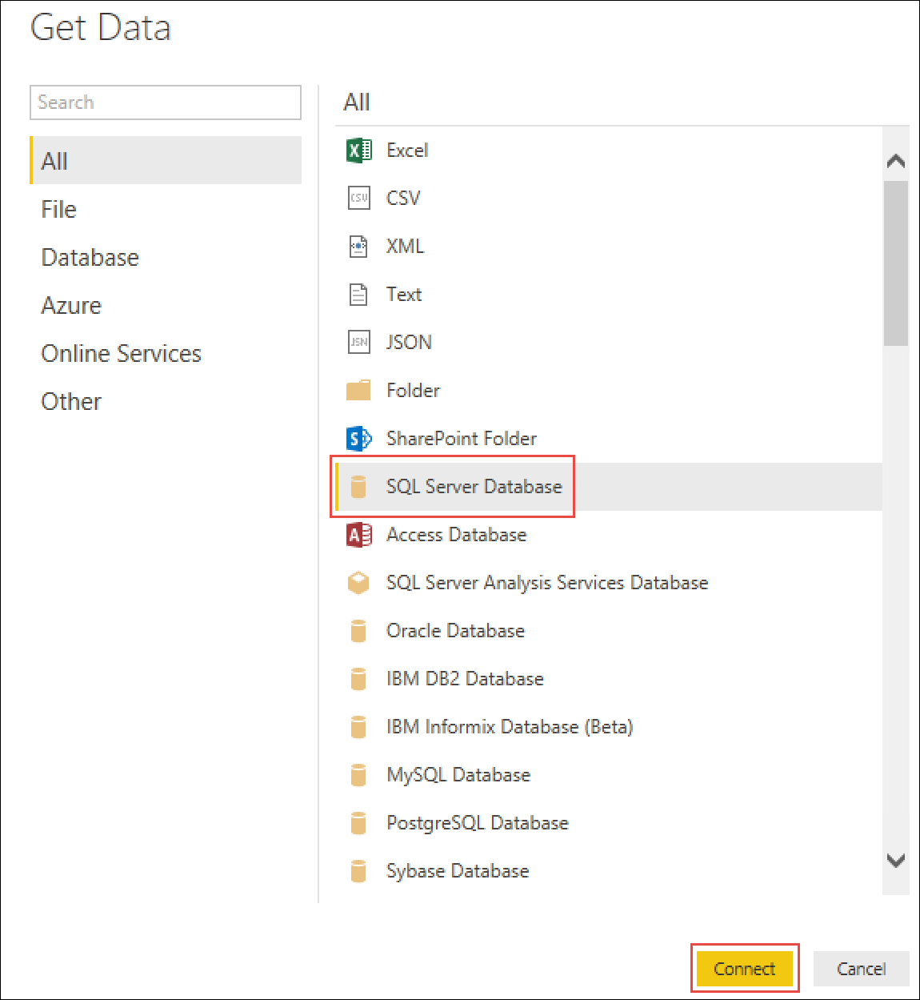 Get Data
Search
All
File
Database
Azure
Online Services
Other
All
Excel
CSV
XML
Text
JSON
Folder
SharePoint Folder
SQL Server Database
Access Database
SQL Server Analysis Services Database
Oracle Database
IBM DB2 Database
IBM Informix Database (Beta)
MySQL Database
PostgreSQL Database
Sybase Database
Connect
Cancel